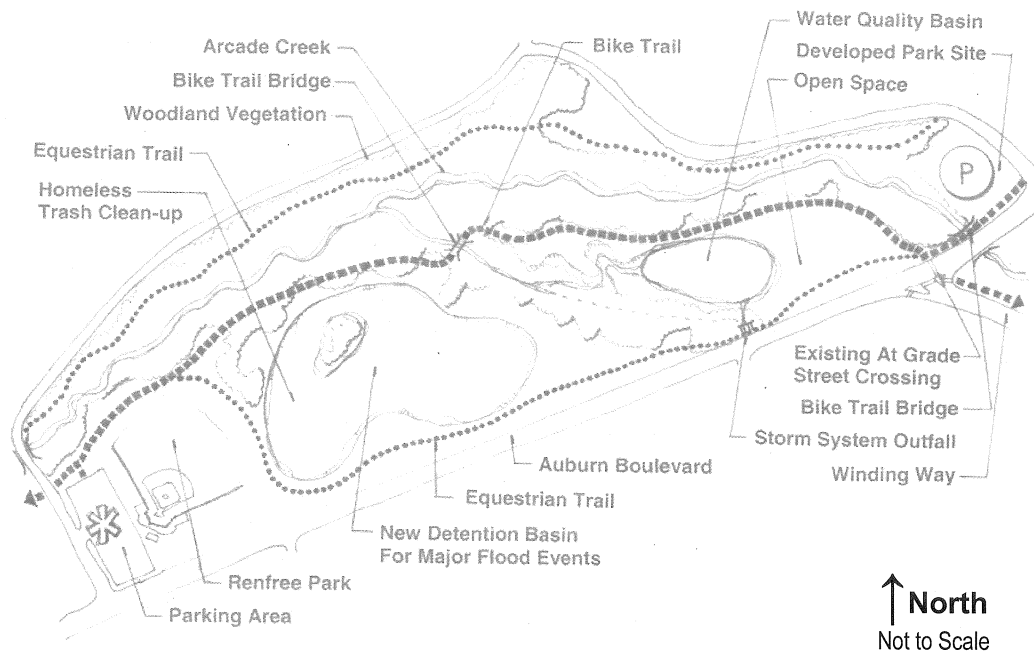 Water Quality Basin
Arcade Creek
Bike Trail
Developed Park Site
Bike Trail Bridge
Open Space
Woodland Vegetation
Equestrian Trail
Homeless
Trash Clean-up
P
Existing At Grade
Street Crossing
Bike Trail Bridge
Storm System Outfall
Auburn Boulevard
Winding Way
Equestrian Trail
New Detention Basin
For Major Flood Events
Renfree Park
Parking Area
North
Not to Scale